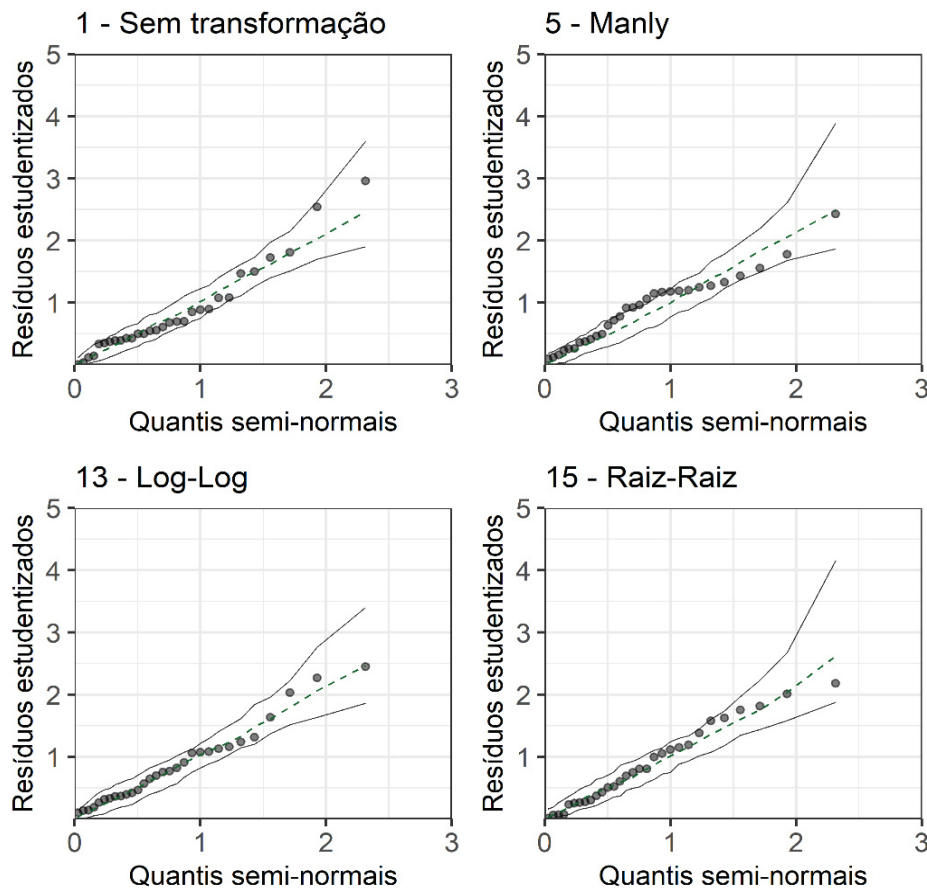 1 - Sem transformação
5
4
3
2
1
Resíduos estudentizados
0 1 2 3
Quantis semi-normais
5 - Manly
5
4
3
2
1
Resíduos estudentizados
0 1 2 3
Quantis semi-normais
13 - Log-Log
5
4
3
2
1
Resíduos estudentizados
0 1 2 3
Quantis semi-normais
15 - Raiz-Raiz
5
4
3
2
1
Resíduos estudentizados
0 1 2 3
Quantis semi-normais